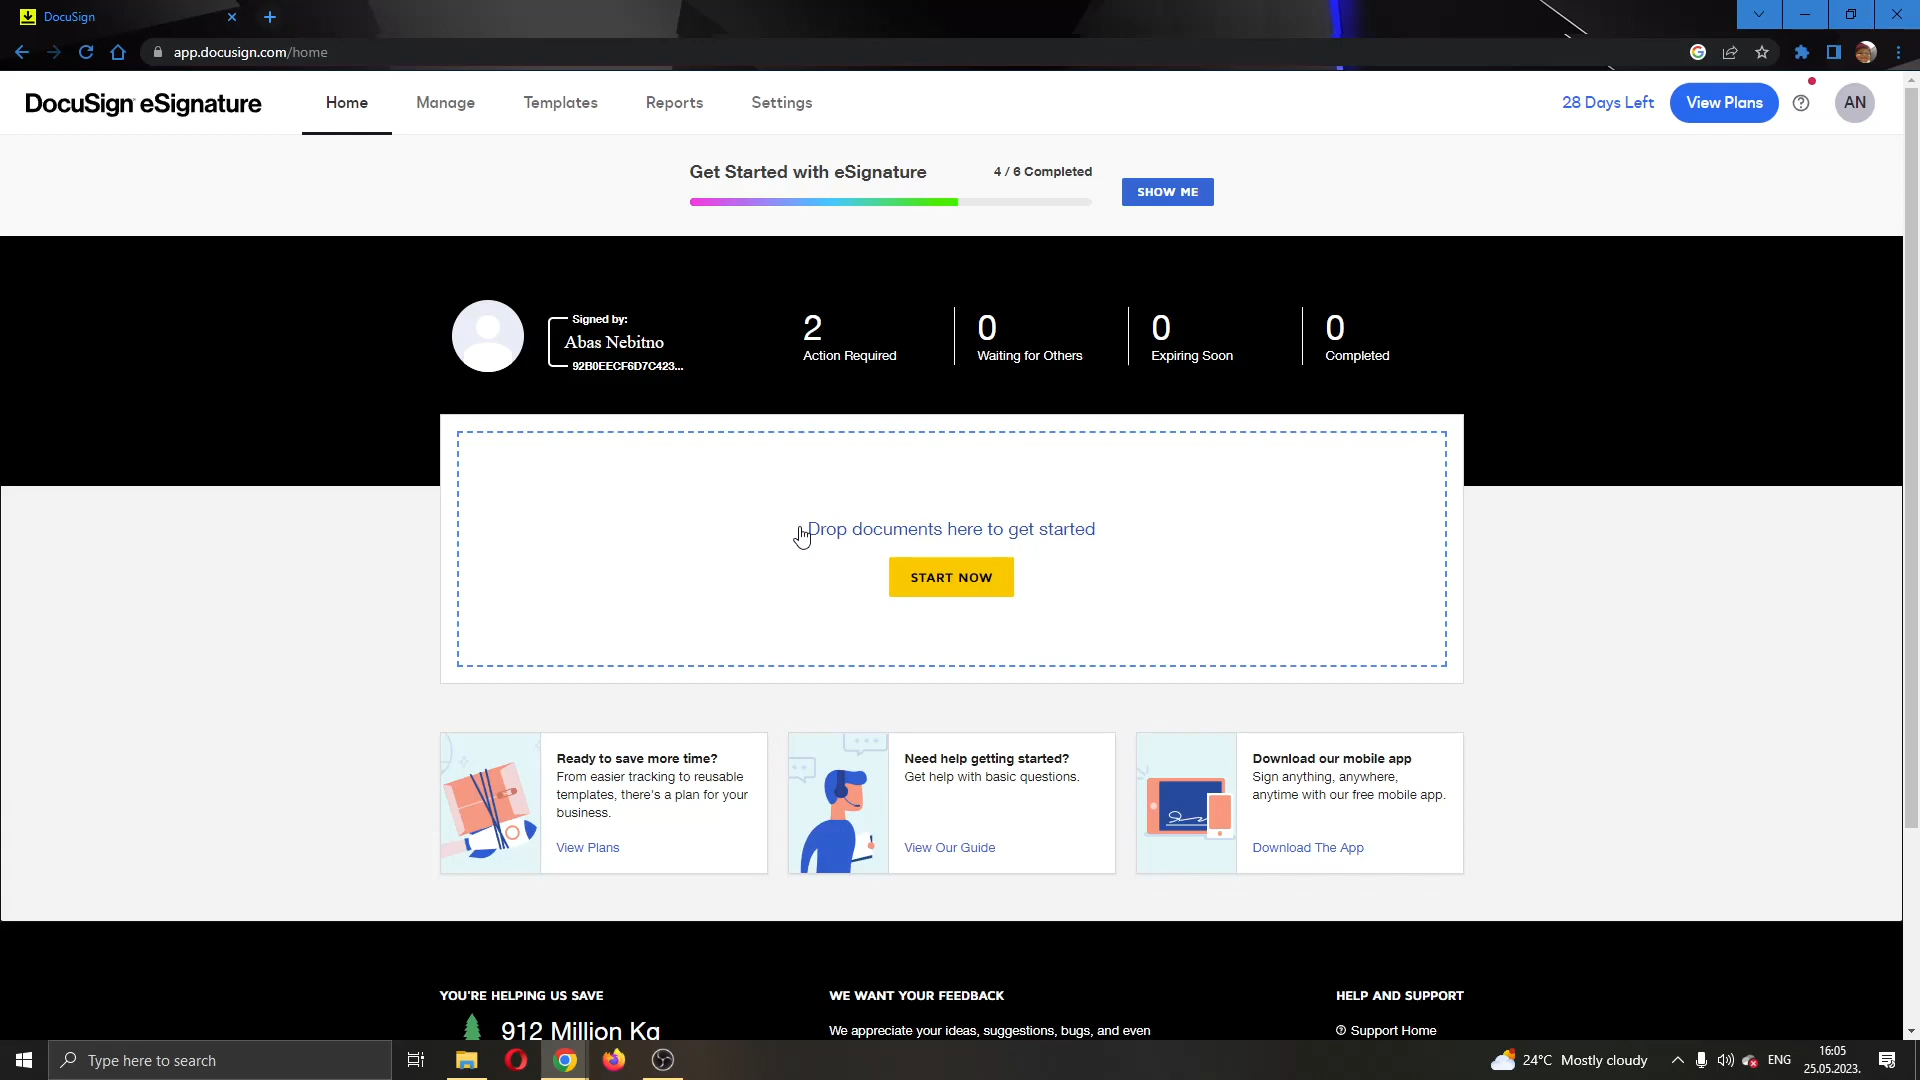 DocuSign
app.docusign.com/home
DocuSign eSignature
Home
Manage
Templates
Reports
Settings
28 Days Left
View Plans
AN
Get Started with eSignature
4 / 6 Completed
SHOW ME
Signed by:
Abas Nebitno
92B0EECF6D7C423...
2
Action Required
0
Waiting for Others
0
Expiring Soon
0
Completed
Drop documents here to get started
START NOW
Ready to save more time?
From easier tracking to reusable
templates, there's a plan for your
business.
View Plans
Need help getting started?
Get help with basic questions.
View Our Guide
Download our mobile app
Sign anything, anywhere,
anytime with our free mobile app.
Download The App
YOU'RE HELPING US SAVE
912 Million Kg
WE WANT YOUR FEEDBACK
We appreciate your ideas, suggestions, bugs, and even
HELP AND SUPPORT
Support Home
Type here to search
24°C Mostly cloudy
ENG
16:05
25.05.2023.